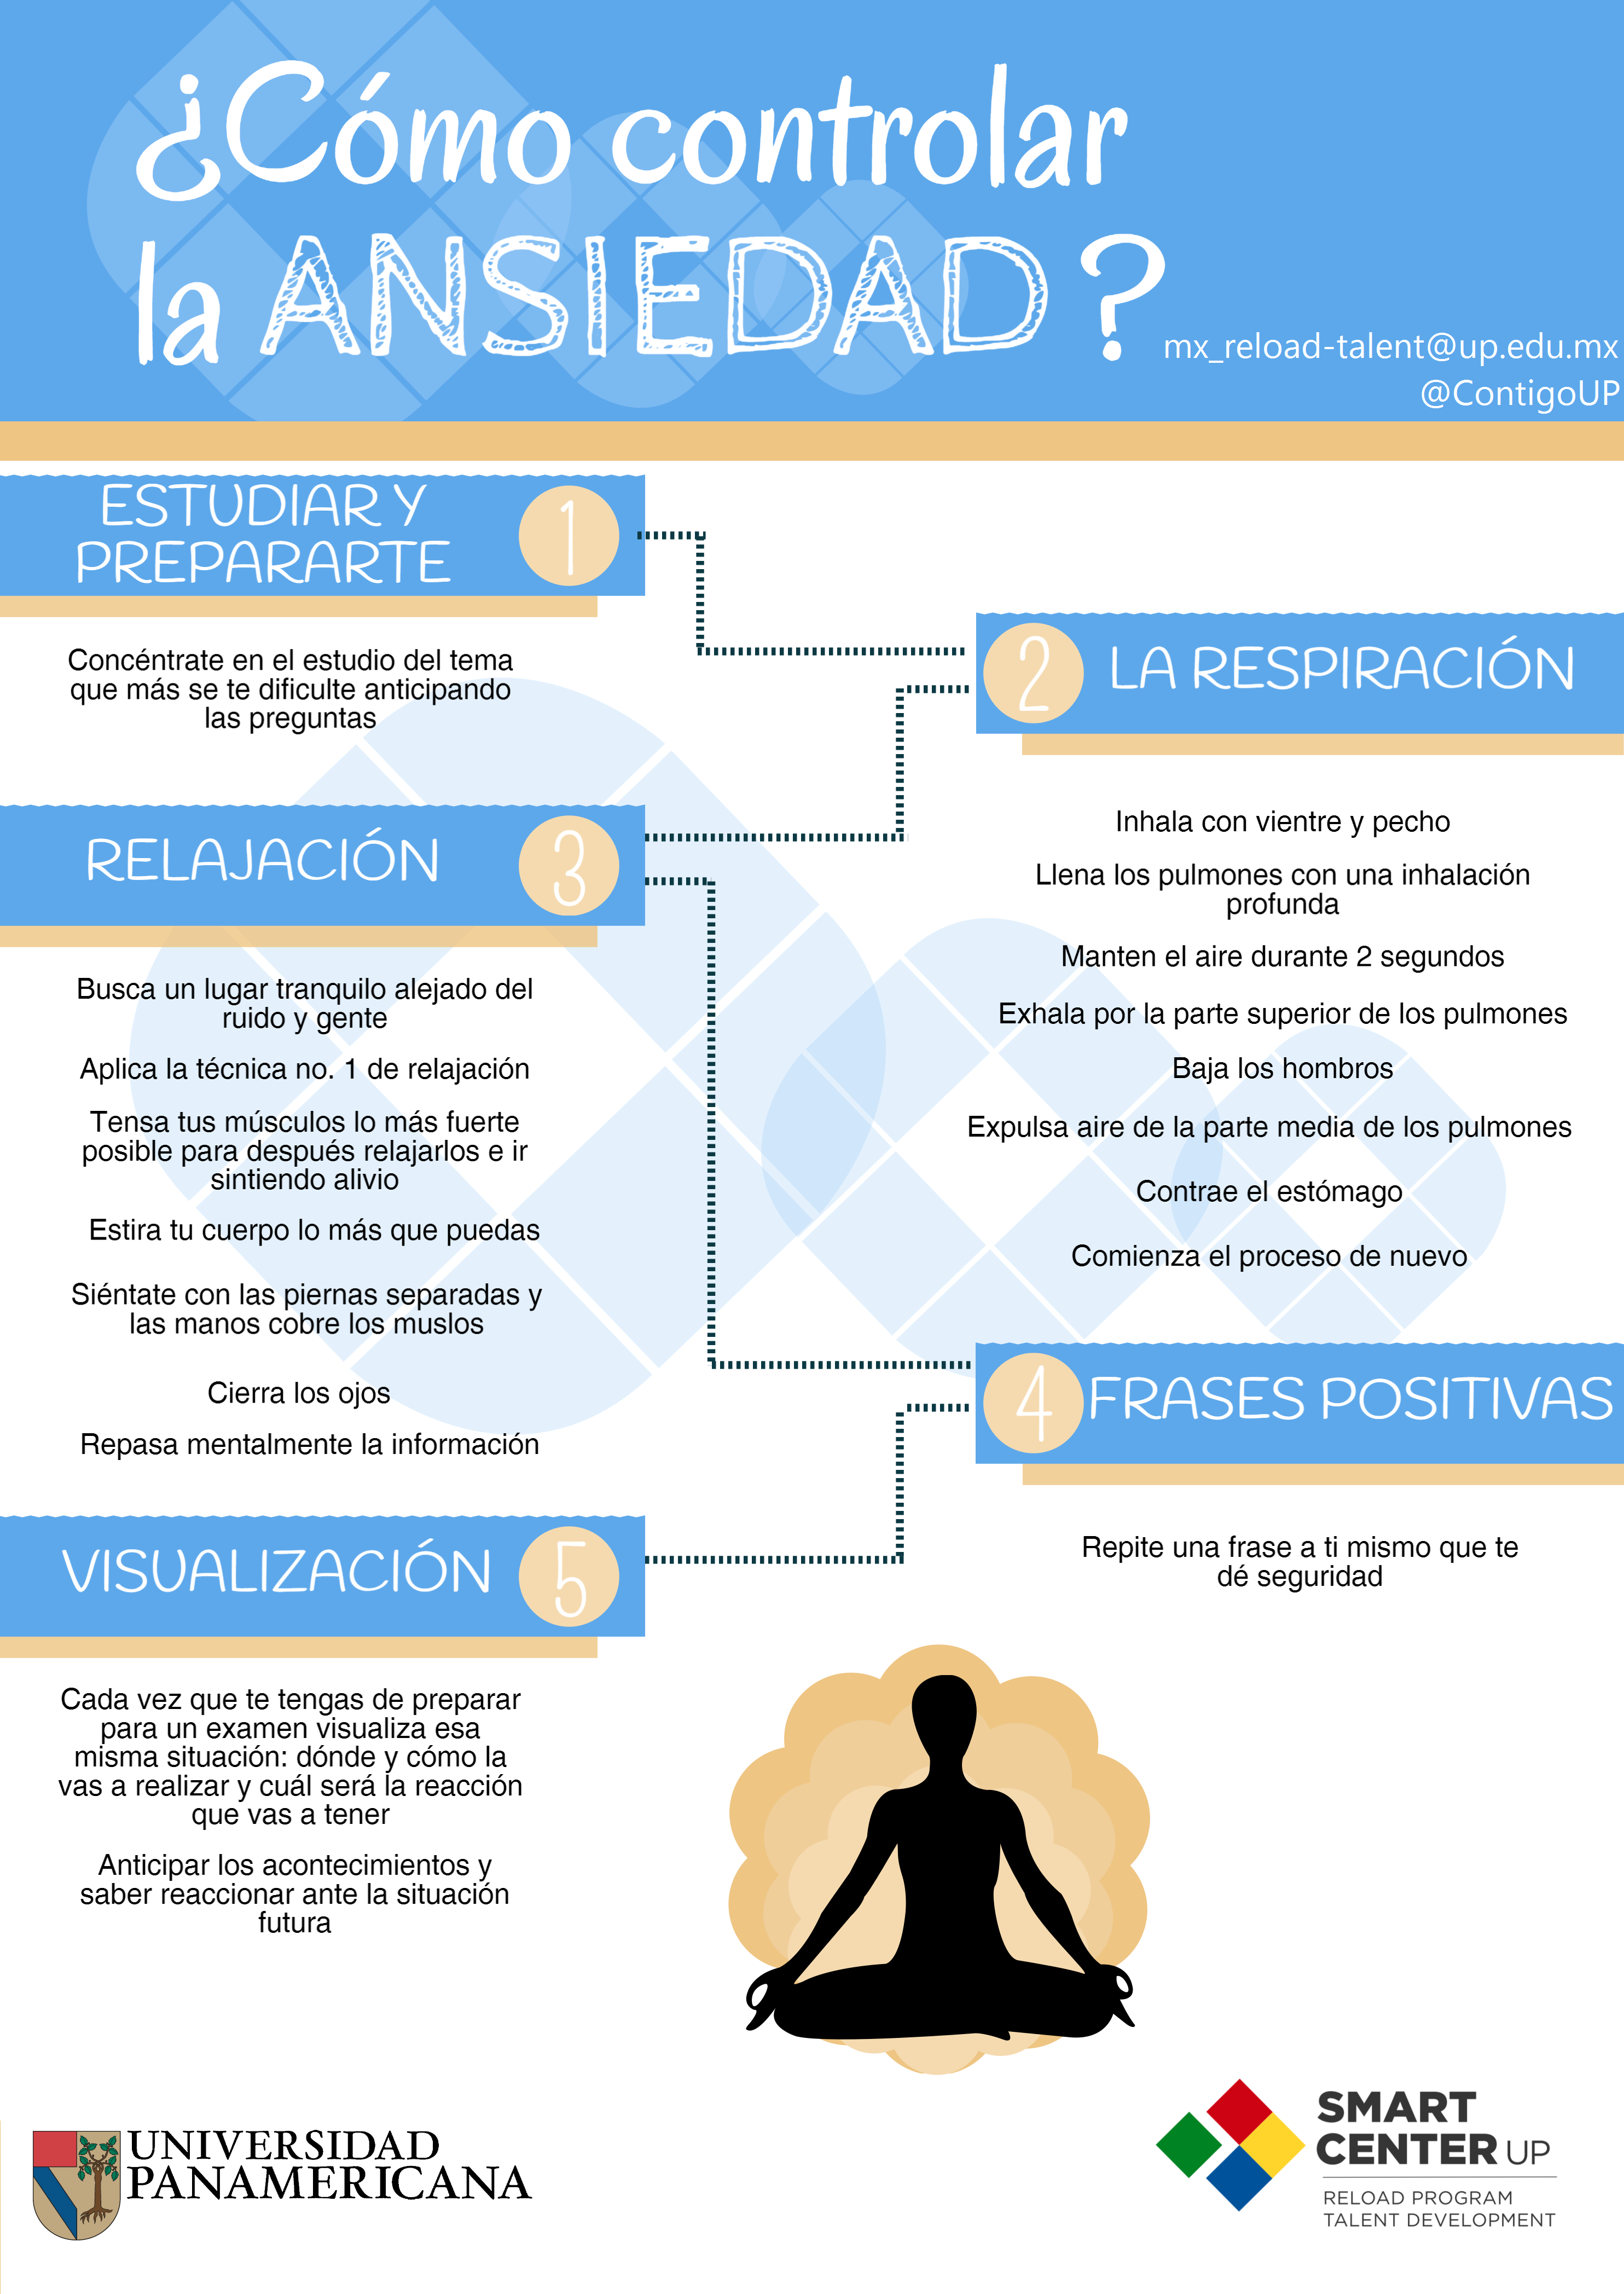 ¿Cómo controlar
la ANSIEDAD?
mx_reload-talent@up.edu.mx
@ContigoUP
ESTUDIAR Y
PREPARARTE
1
Concéntrate en el estudio del tema
que más se te dificulte anticipando
las preguntas
2
LA RESPIRACIÓN
Inhala con vientre y pecho
Llena los pulmones con una inhalación
profunda
Manten el aire durante 2 segundos
Exhala por la parte superior de los pulmones
Baja los hombros
Expulsa aire de la parte media de los pulmones
Contrae el estómago
Comienza el proceso de nuevo
RELAJACIÓN
3
Busca un lugar tranquilo alejado del
ruido y gente
Aplica la técnica no. 1 de relajación
Tensa tus músculos lo más fuerte
posible para después relajarlos e ir
sintiendo alivio
Estira tu cuerpo lo más que puedas
Siéntate con las piernas separadas y
las manos cobre los muslos
Cierra los ojos
Repasa mentalmente la información
4
FRASES POSITIVAS
Repite una frase a ti mismo que te
dé seguridad
VISUALIZACIÓN
5
Cada vez que te tengas de preparar
para un examen visualiza esa
misma situación: dónde y cómo la
vas a realizar y cuál será la reacción
que vas a tener
Anticipar los acontecimientos y
saber reaccionar ante la situación
futura
UNIVERSIDAD
PANAMERICANA
SMART
CENTER UP
RELOAD PROGRAM
TALENT DEVELOPMENT